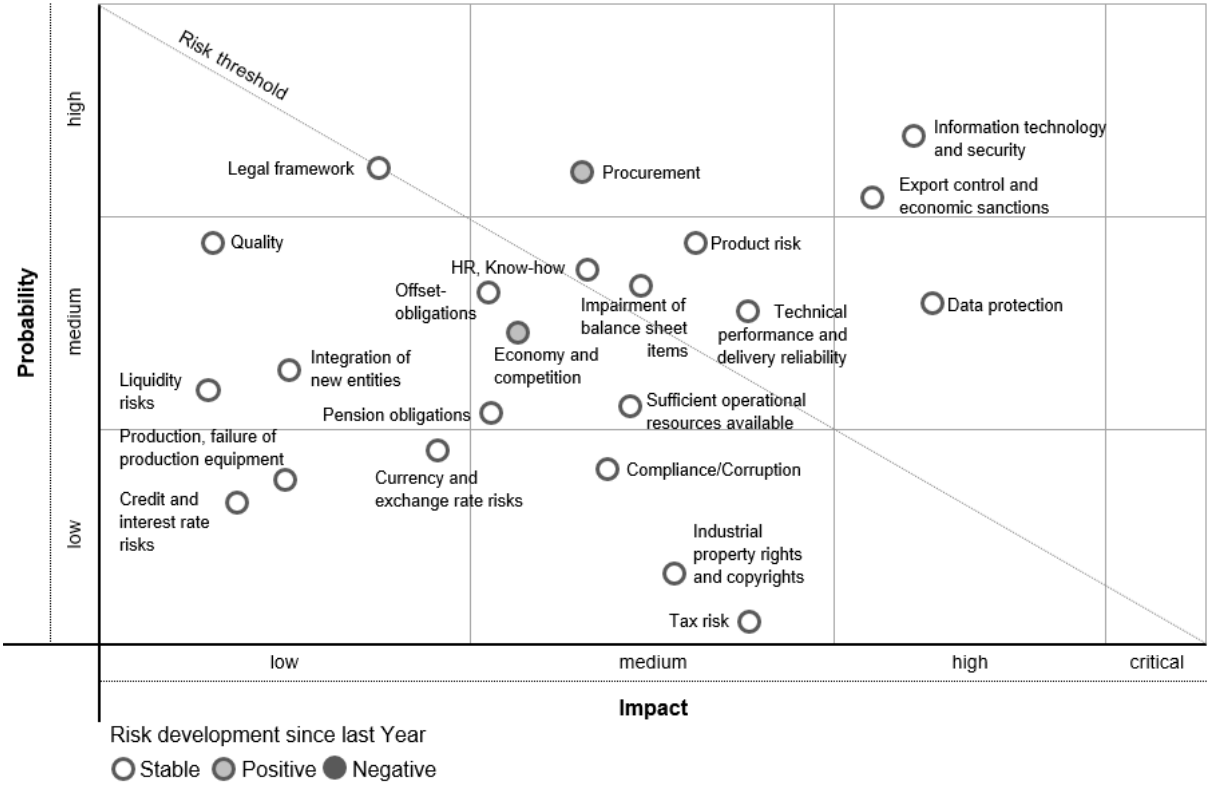 Risk threshold
high
Information technology
and security
Legal framework
Procurement
Export control and
economic sanctions
Quality
Product risk
HR, Know-how
Offset-
obligations
Impairment of
balance sheet
items
Technical
performance and
delivery reliability
Data protection
Probability
medium
Economy and
competition
Integration of
new entities
Liquidity
risks
Pension obligations
Sufficient operational
resources available
Production, failure of
production equipment
Currency and
exchange rate risks
Compliance/Corruption
Credit and
interest rate
risks
low
Industrial
property rights
and copyrights
Tax risk
low
medium
high
critical
Impact
Risk development since last Year
Stable
Positive
Negative